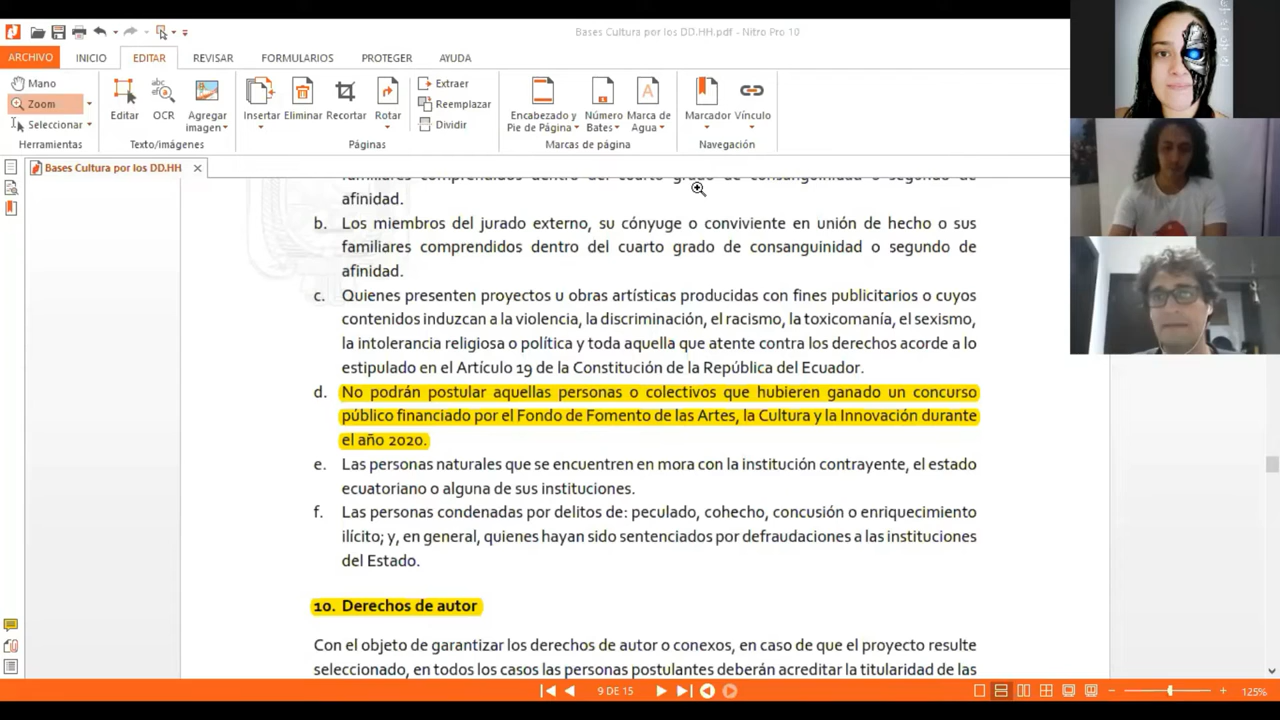 Bases Cultura por los DD.HH.pdf - Nitro Pro 10
ARCHIVO INICIO EDITAR REVISAR FORMULARIOS PROTEGER AYUDA
Mano
Zoom
Seleccionar
Herramientas
Editar
OCR
Agregar
imagen
Texto/imágenes
Insertar
Eliminar
Recortar
Rotar
Extraer
Reemplazar
Dividir
Páginas
Encabezado y
Pie de Página
Número
Bates
Marca de
Agua
Marcas de página
Marcador
Vínculo
Navegación
Bases Cultura por los DD.HH
familiares comprendidos dentro del cuarto grado de consanguinidad o segundo de
afinidad.
b. Los miembros del jurado externo, su cónyuge o conviviente en unión de hecho o sus
familiares comprendidos dentro del cuarto grado de consanguinidad o segundo de
afinidad.
c. Quienes presenten proyectos u obras artísticas producidas con fines publicitarios o cuyos
contenidos induzcan a la violencia, la discriminación, el racismo, la toxicomanía, el sexismo,
la intolerancia religiosa o política y toda aquella que atente contra los derechos acorde a lo
estipulado en el Artículo 19 de la Constitución de la República del Ecuador.
d. No podrán postular aquellas personas o colectivos que hubieren ganado un concurso
público financiado por el Fondo de Fomento de las Artes, la Cultura y la Innovación durante
el año 2020.
e. Las personas naturales que se encuentren en mora con la institución contrayente, el estado
ecuatoriano o alguna de sus instituciones.
f. Las personas condenadas por delitos de: peculado, cohecho, concusión o enriquecimiento
ilícito; y, en general, quienes hayan sido sentenciados por defraudaciones a las instituciones
del Estado.
10. Derechos de autor
Con el objeto de garantizar los derechos de autor o conexos, en caso de que el proyecto resulte
seleccionado, en todos los casos las personas postulantes deberán acreditar la titularidad de las
9 DE 15
125%